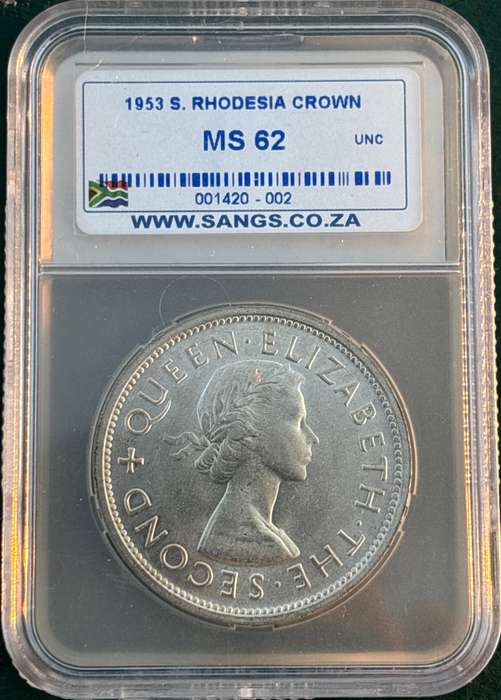 1953 S. RHODESIA CROWN
MS 62
UNC
001420 - 002
WWW.SANGS.CO.ZA
QUEEN · ELIZABETH · THE · SECOND